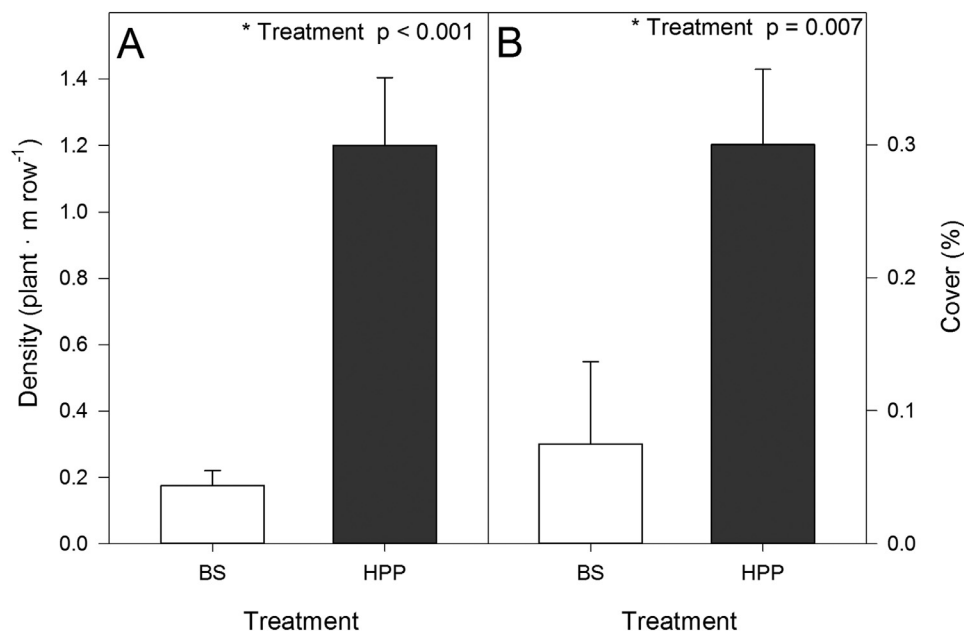 A
* Treatment p < 0.001
B
* Treatment p = 0.007
Density (plant · m row⁻¹)
1.4
1.2
1.0
0.8
0.6
0.4
0.2
0.0
0.3
0.2
0.1
0.0
Cover (%)
BS
HPP
BS
HPP
Treatment
Treatment